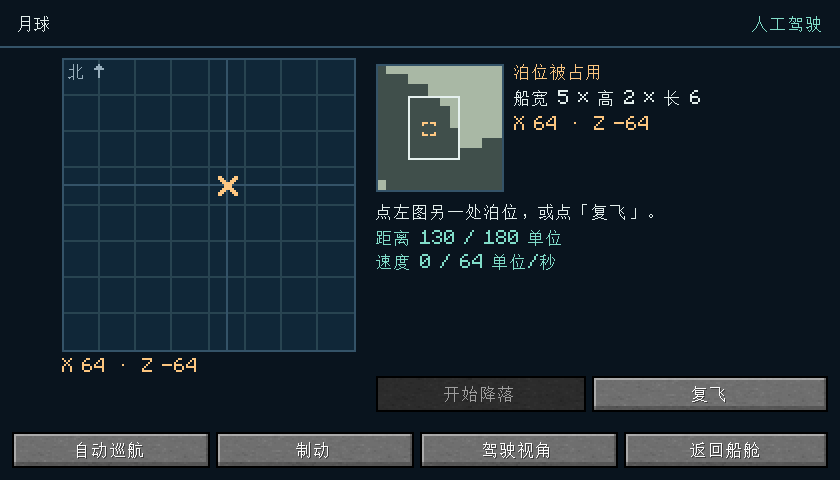 月球
人工驾驶
北
泊位被占用
船宽 5 × 高 2 × 长 6
X 64 · Z -64
点左图另一处泊位，或点「复飞」。
距离 130 / 180 单位
速度 0 / 64 单位/秒
X 64 · Z -64
开始降落
复飞
自动巡航
制动
驾驶视角
返回船舱